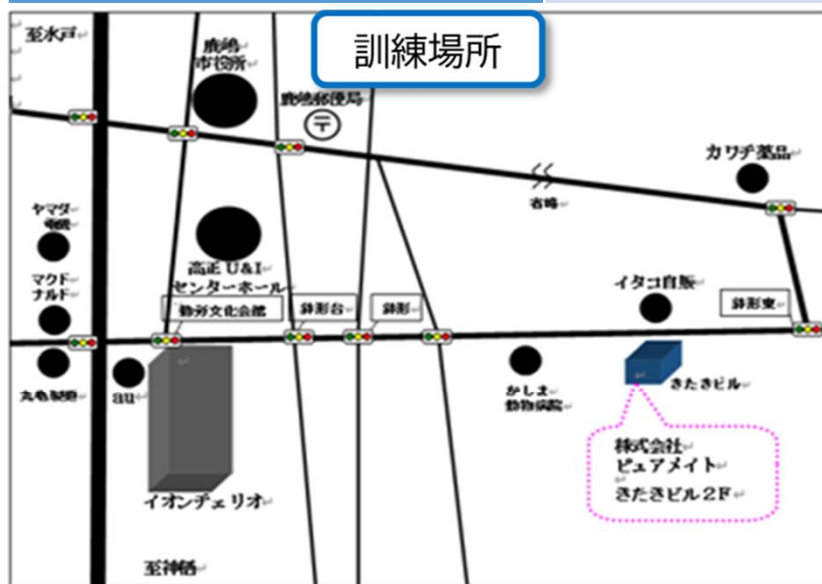 訓練場所
至水戸
鹿嶋
市役所
鹿嶋郵便局
〒
カワチ薬品
省略
ヤマダ
電機
高正U&I
センターホール
マクド
ナルド
イタコ自販
勤労文化会館
鉢形台
鉢形
鉢形東
丸亀製麺
au
かしま
動物病院
きたきビル
イオンチェリオ
株式会社
ピュアメイト
きたきビル2F
至神栖